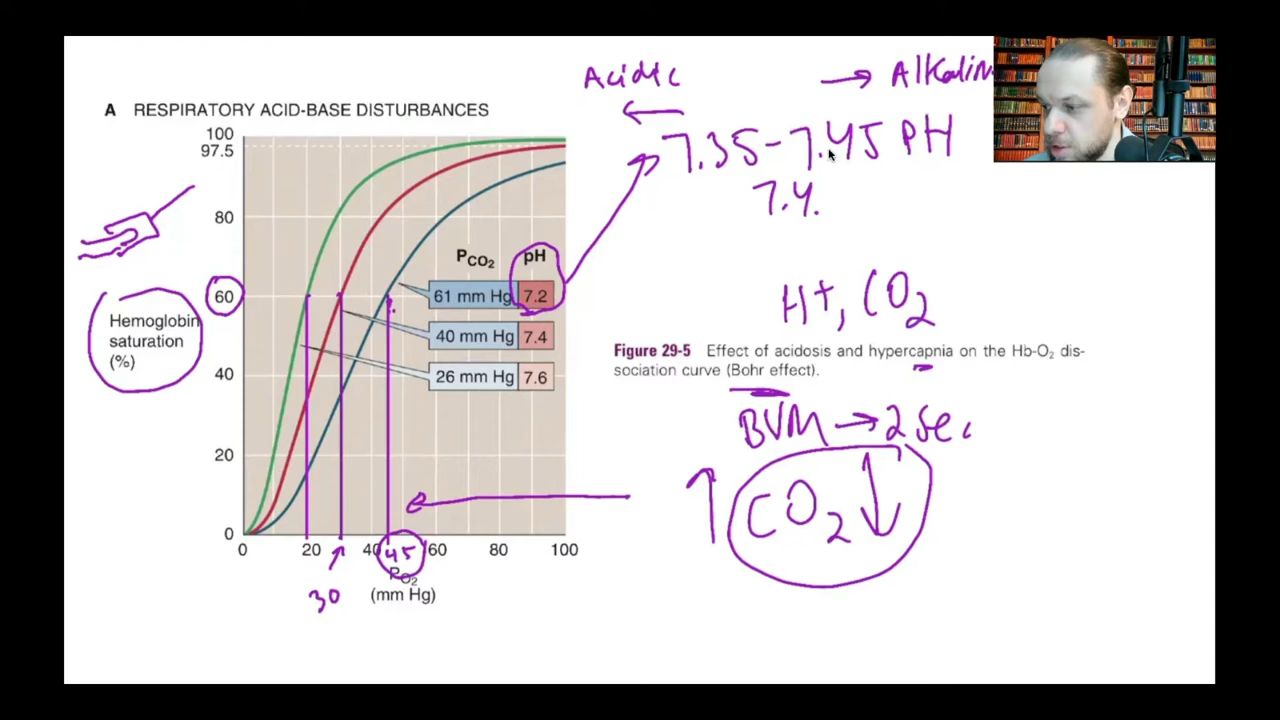 Acidic
→ Alkalin
←
A RESPIRATORY ACID-BASE DISTURBANCES
7.35-7.45 PH
7.4.
100
97.5
80
60
40
20
0
Hemoglobin
saturation
(%)
PCO2 pH
61 mm Hg 7.2
40 mm Hg 7.4
26 mm Hg 7.6
0 20 40 60 80 100
45
30
PO2
(mm Hg)
H+, CO2
Figure 29-5 Effect of acidosis and hypercapnia on the Hb-O2 dis-
sociation curve (Bohr effect).
BVM → 2 Sec
↑ CO2 ↓